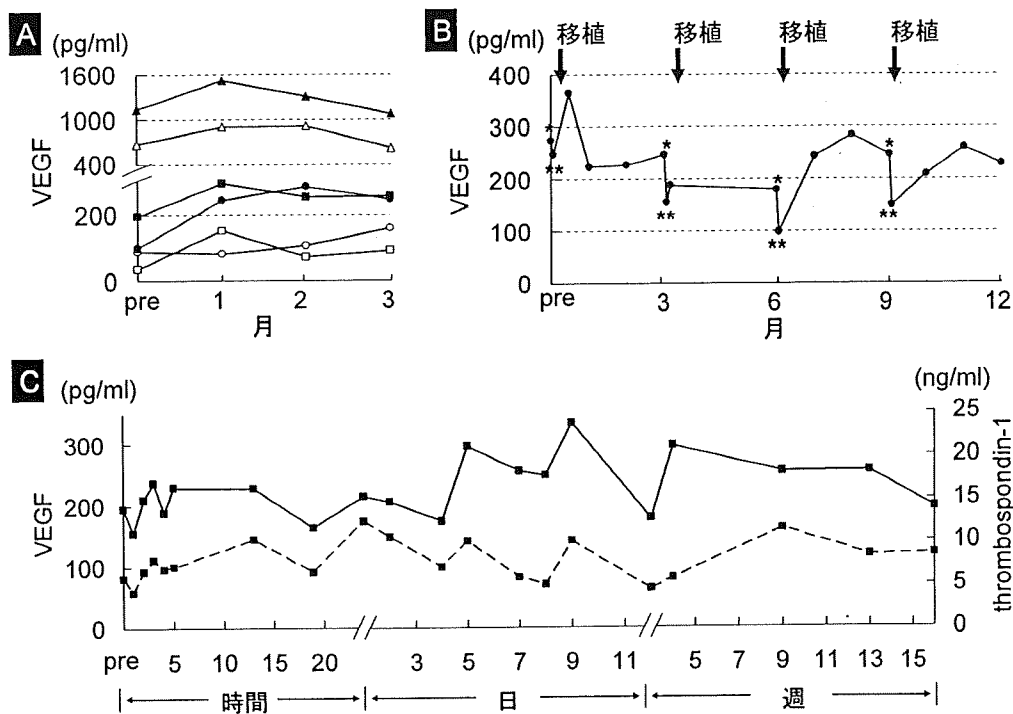 A (pg/ml)
1600
1000
400
200
0
VEGF
pre 1 2 3
月
B (pg/ml)
移植 移植 移植 移植
400
300
200
100
0
VEGF
* ** * ** * ** * **
pre 3 6 9 12
月
C (pg/ml) (ng/ml)
300
200
100
0
VEGF
25
20
15
10
5
0
thrombospondin-1
pre 5 10 15 20 3 5 7 9 11 5 7 9 11 13 15
時間 日 週